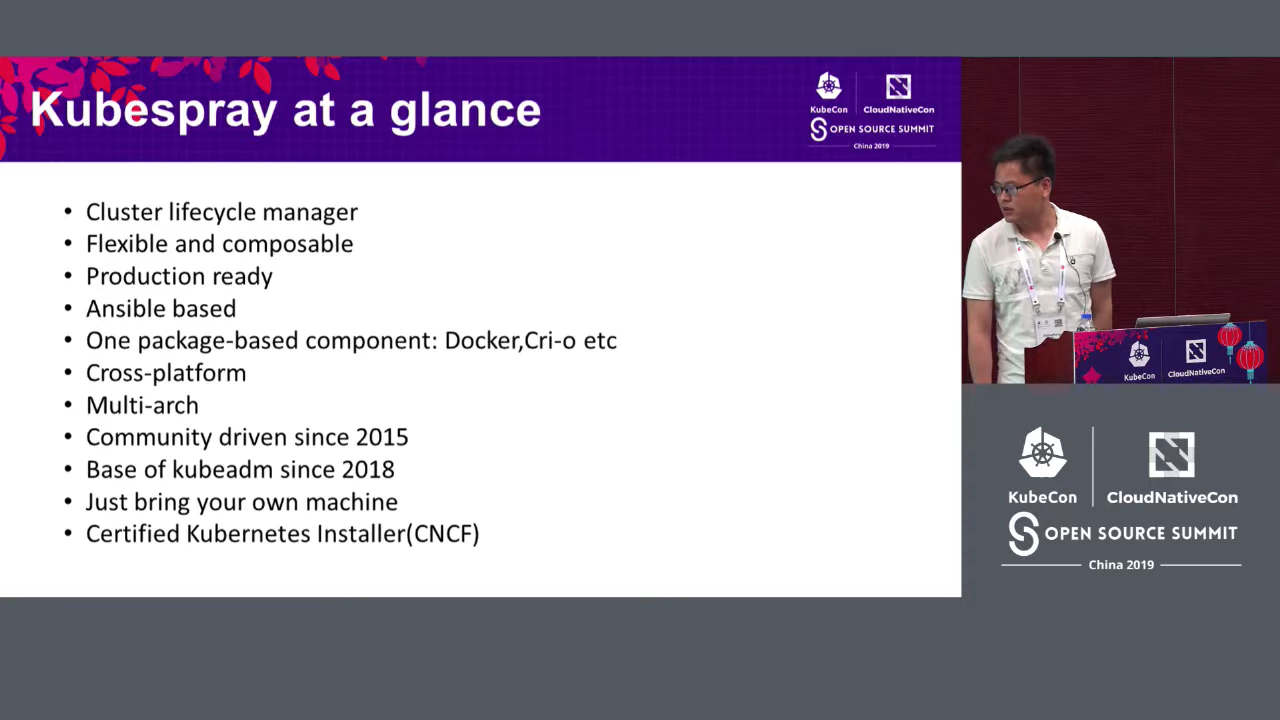 Kubespray at a glance
KubeCon
CloudNativeCon
OPEN SOURCE SUMMIT
China 2019
• Cluster lifecycle manager
• Flexible and composable
• Production ready
• Ansible based
• One package-based component: Docker,Cri-o etc
• Cross-platform
• Multi-arch
• Community driven since 2015
• Base of kubeadm since 2018
• Just bring your own machine
• Certified Kubernetes Installer(CNCF)
KubeCon
CloudNativeCon
KubeCon
CloudNativeCon
OPEN SOURCE SUMMIT
China 2019